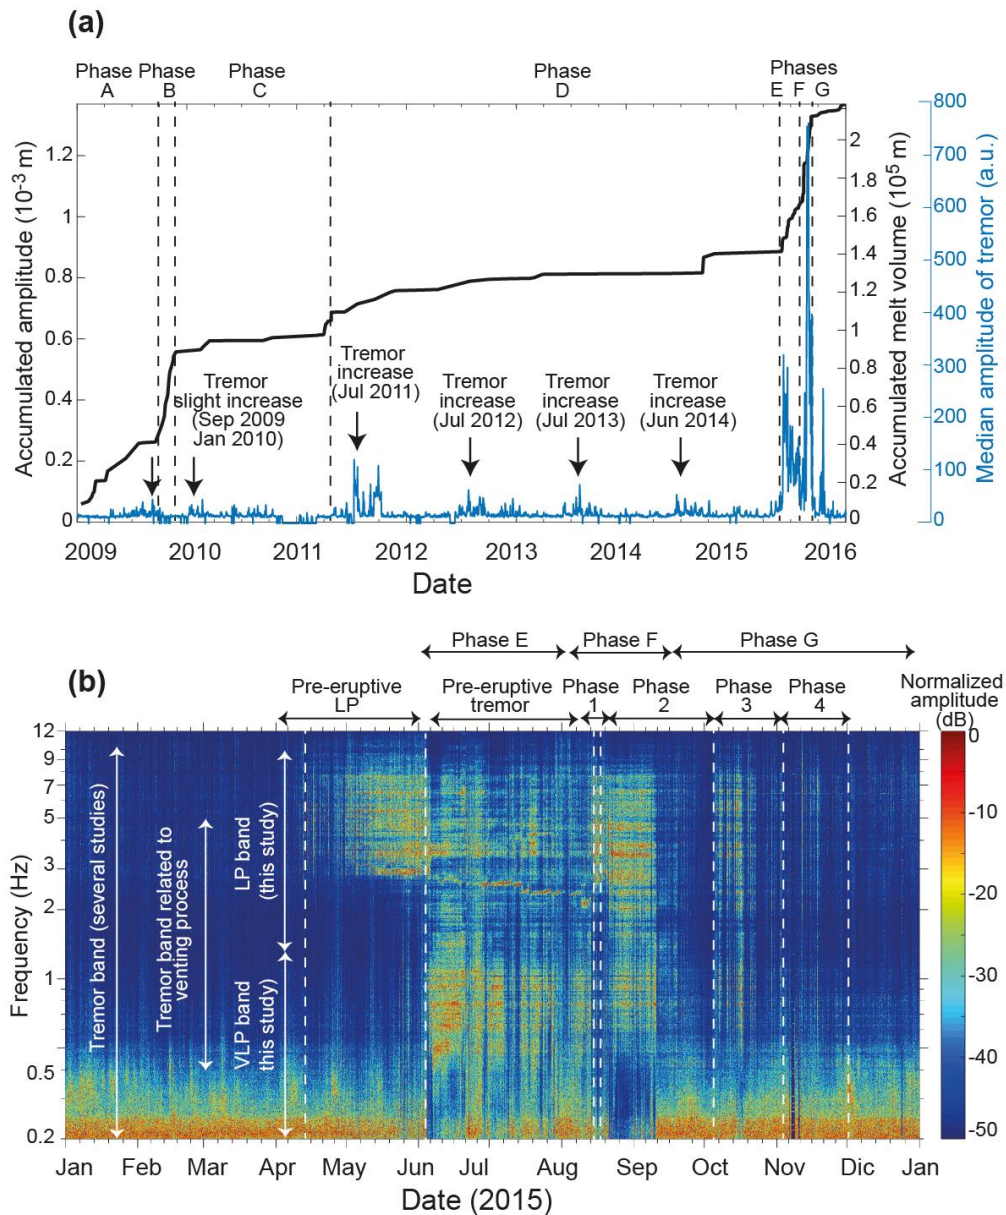 (a)
Phase
A
Phase
B
Phase
C
Phase
D
Phases
E F G
Accumulated amplitude (10⁻³ m)
1.2
1
0.8
0.6
0.4
0.2
0
Tremor
slight increase
(Sep 2009
Jan 2010)
Tremor
increase
(Jul 2011)
Tremor
increase
(Jul 2012)
Tremor
increase
(Jul 2013)
Tremor
increase
(Jun 2014)
2
1.8
1.6
1.4
1.2
1
0.8
0.6
0.4
0.2
0
Accumulated melt volume (10⁵ m)
800
700
600
500
400
300
200
100
0
Median amplitude of tremor (a.u.)
2009 2010 2011 2012 2013 2014 2015 2016
Date
(b)
Phase E
Phase F
Phase G
Pre-eruptive
LP
Pre-eruptive
tremor
Phase
1
Phase
2
Phase
3
Phase
4
Normalized
amplitude
(dB)
Frequency (Hz)
12
9
7
5
3
2
1
0.5
0.2
Tremor band (several studies)
Tremor band related to
venting process
LP band
(this study)
VLP band
(this study)
0
-10
-20
-30
-40
-50
Jan Feb Mar Apr May Jun Jul Aug Sep Oct Nov Dic Jan
Date (2015)